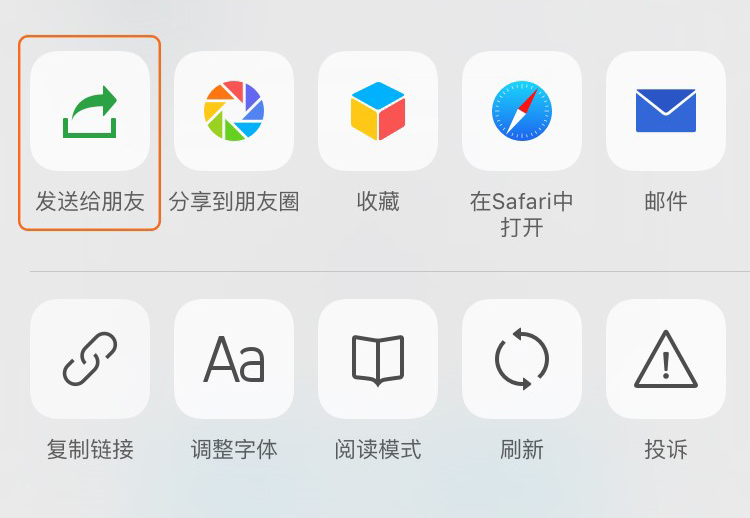 发送给朋友
分享到朋友圈
收藏
在Safari中
打开
邮件
复制链接
Aa
调整字体
阅读模式
刷新
!
投诉